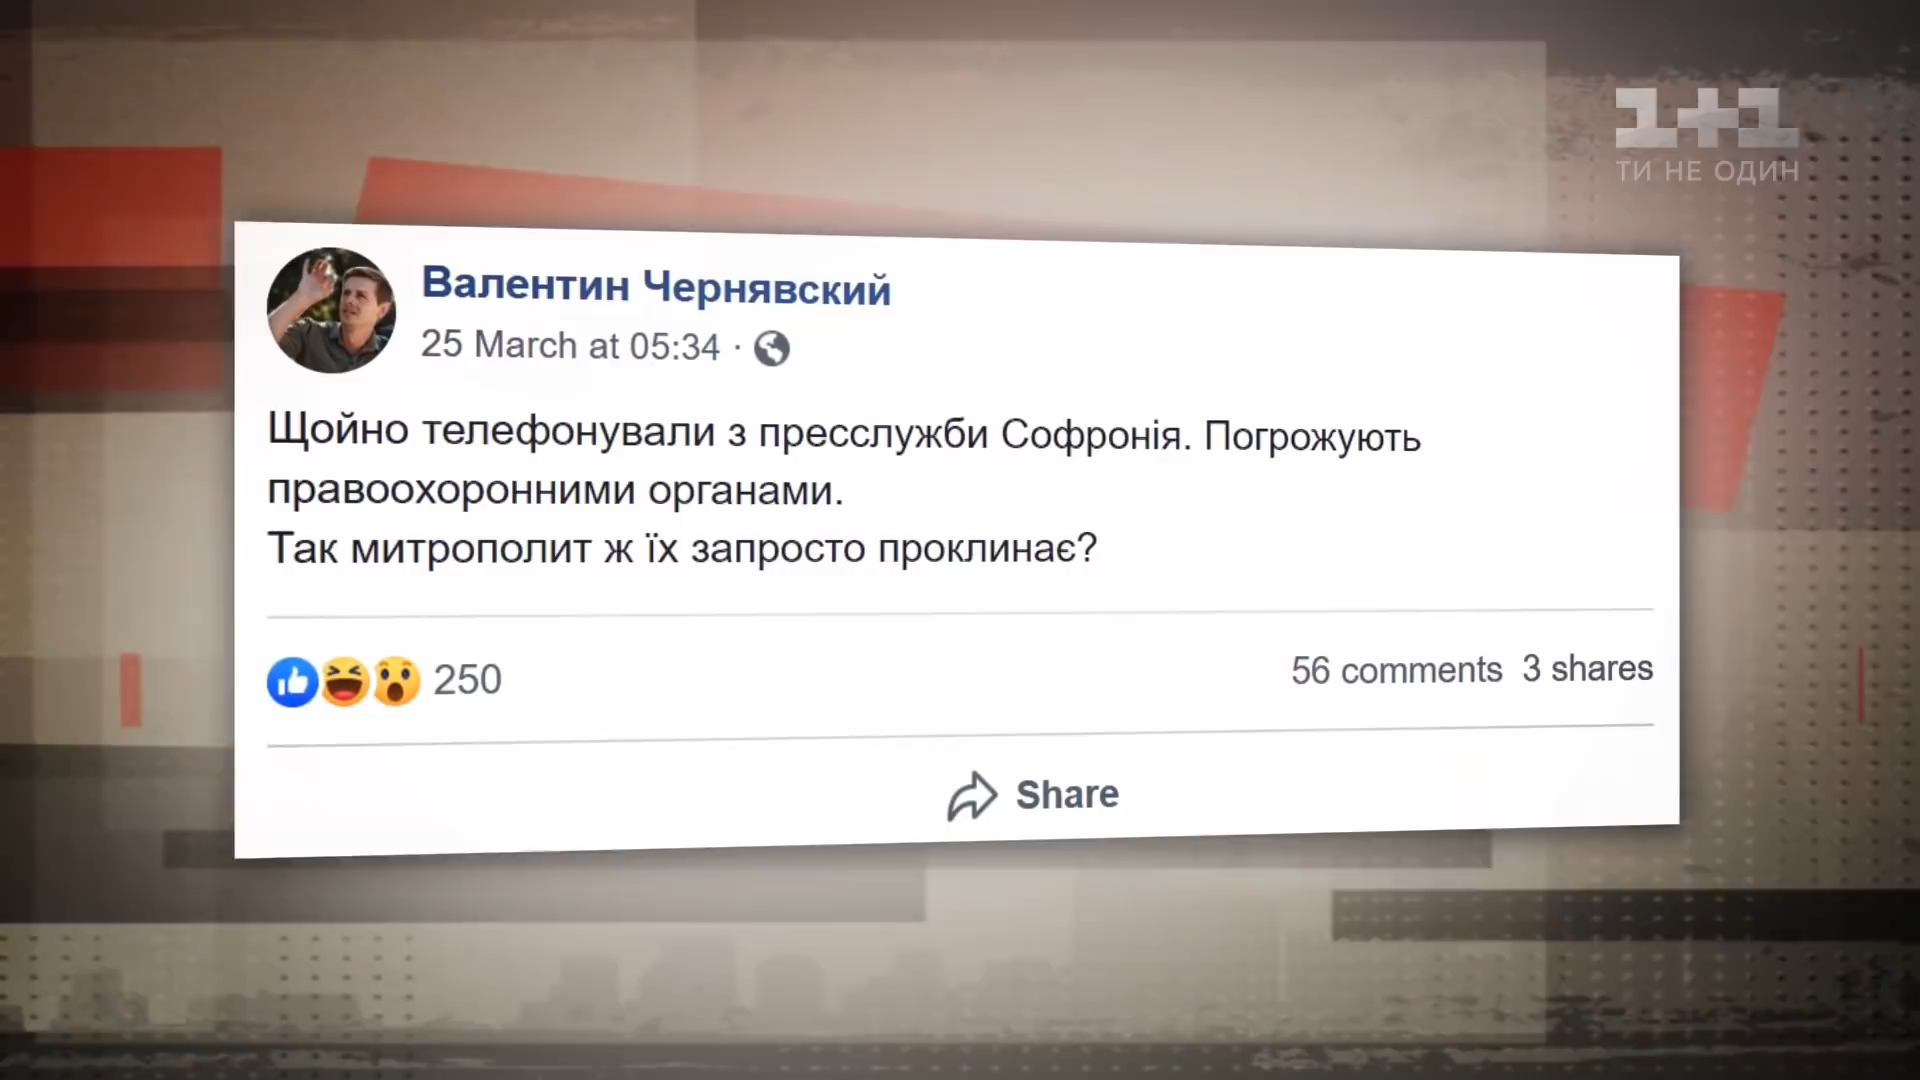 1+1
ТИ НЕ ОДИН
Валентин Чернявский
25 March at 05:34 ·
Щойно телефонували з пресслужби Софронія. Погрожують
правоохоронними органами.
Так митрополит ж їх запросто проклинає?
250
56 comments 3 shares
Share